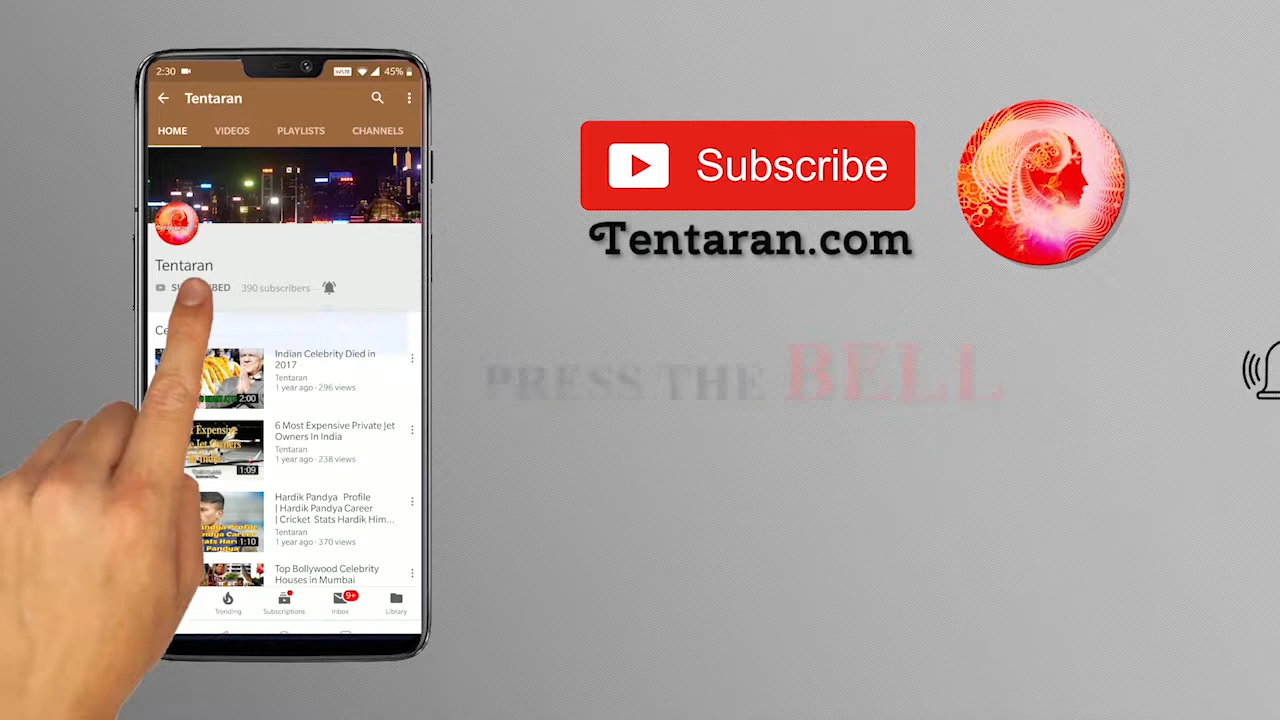 2:30
VoLTE
45%
Tentaran
HOME VIDEOS PLAYLISTS CHANNELS
Tentaran
390 subscribers
Indian Celebrity Died in
2017
Tentaran
1 year ago · 296 views
2:00
6 Most Expensive Private Jet
Owners In India
Tentaran
1 year ago · 238 views
1:09
Hardik Pandya Profile
| Hardik Pandya Career
| Cricket Stats Hardik Him...
Tentaran
1 year ago · 370 views
1:10
Top Bollywood Celebrity
Houses in Mumbai
Trending Subscriptions Inbox Library
9+
Subscribe
Tentaran.com
PRESS THE BELL